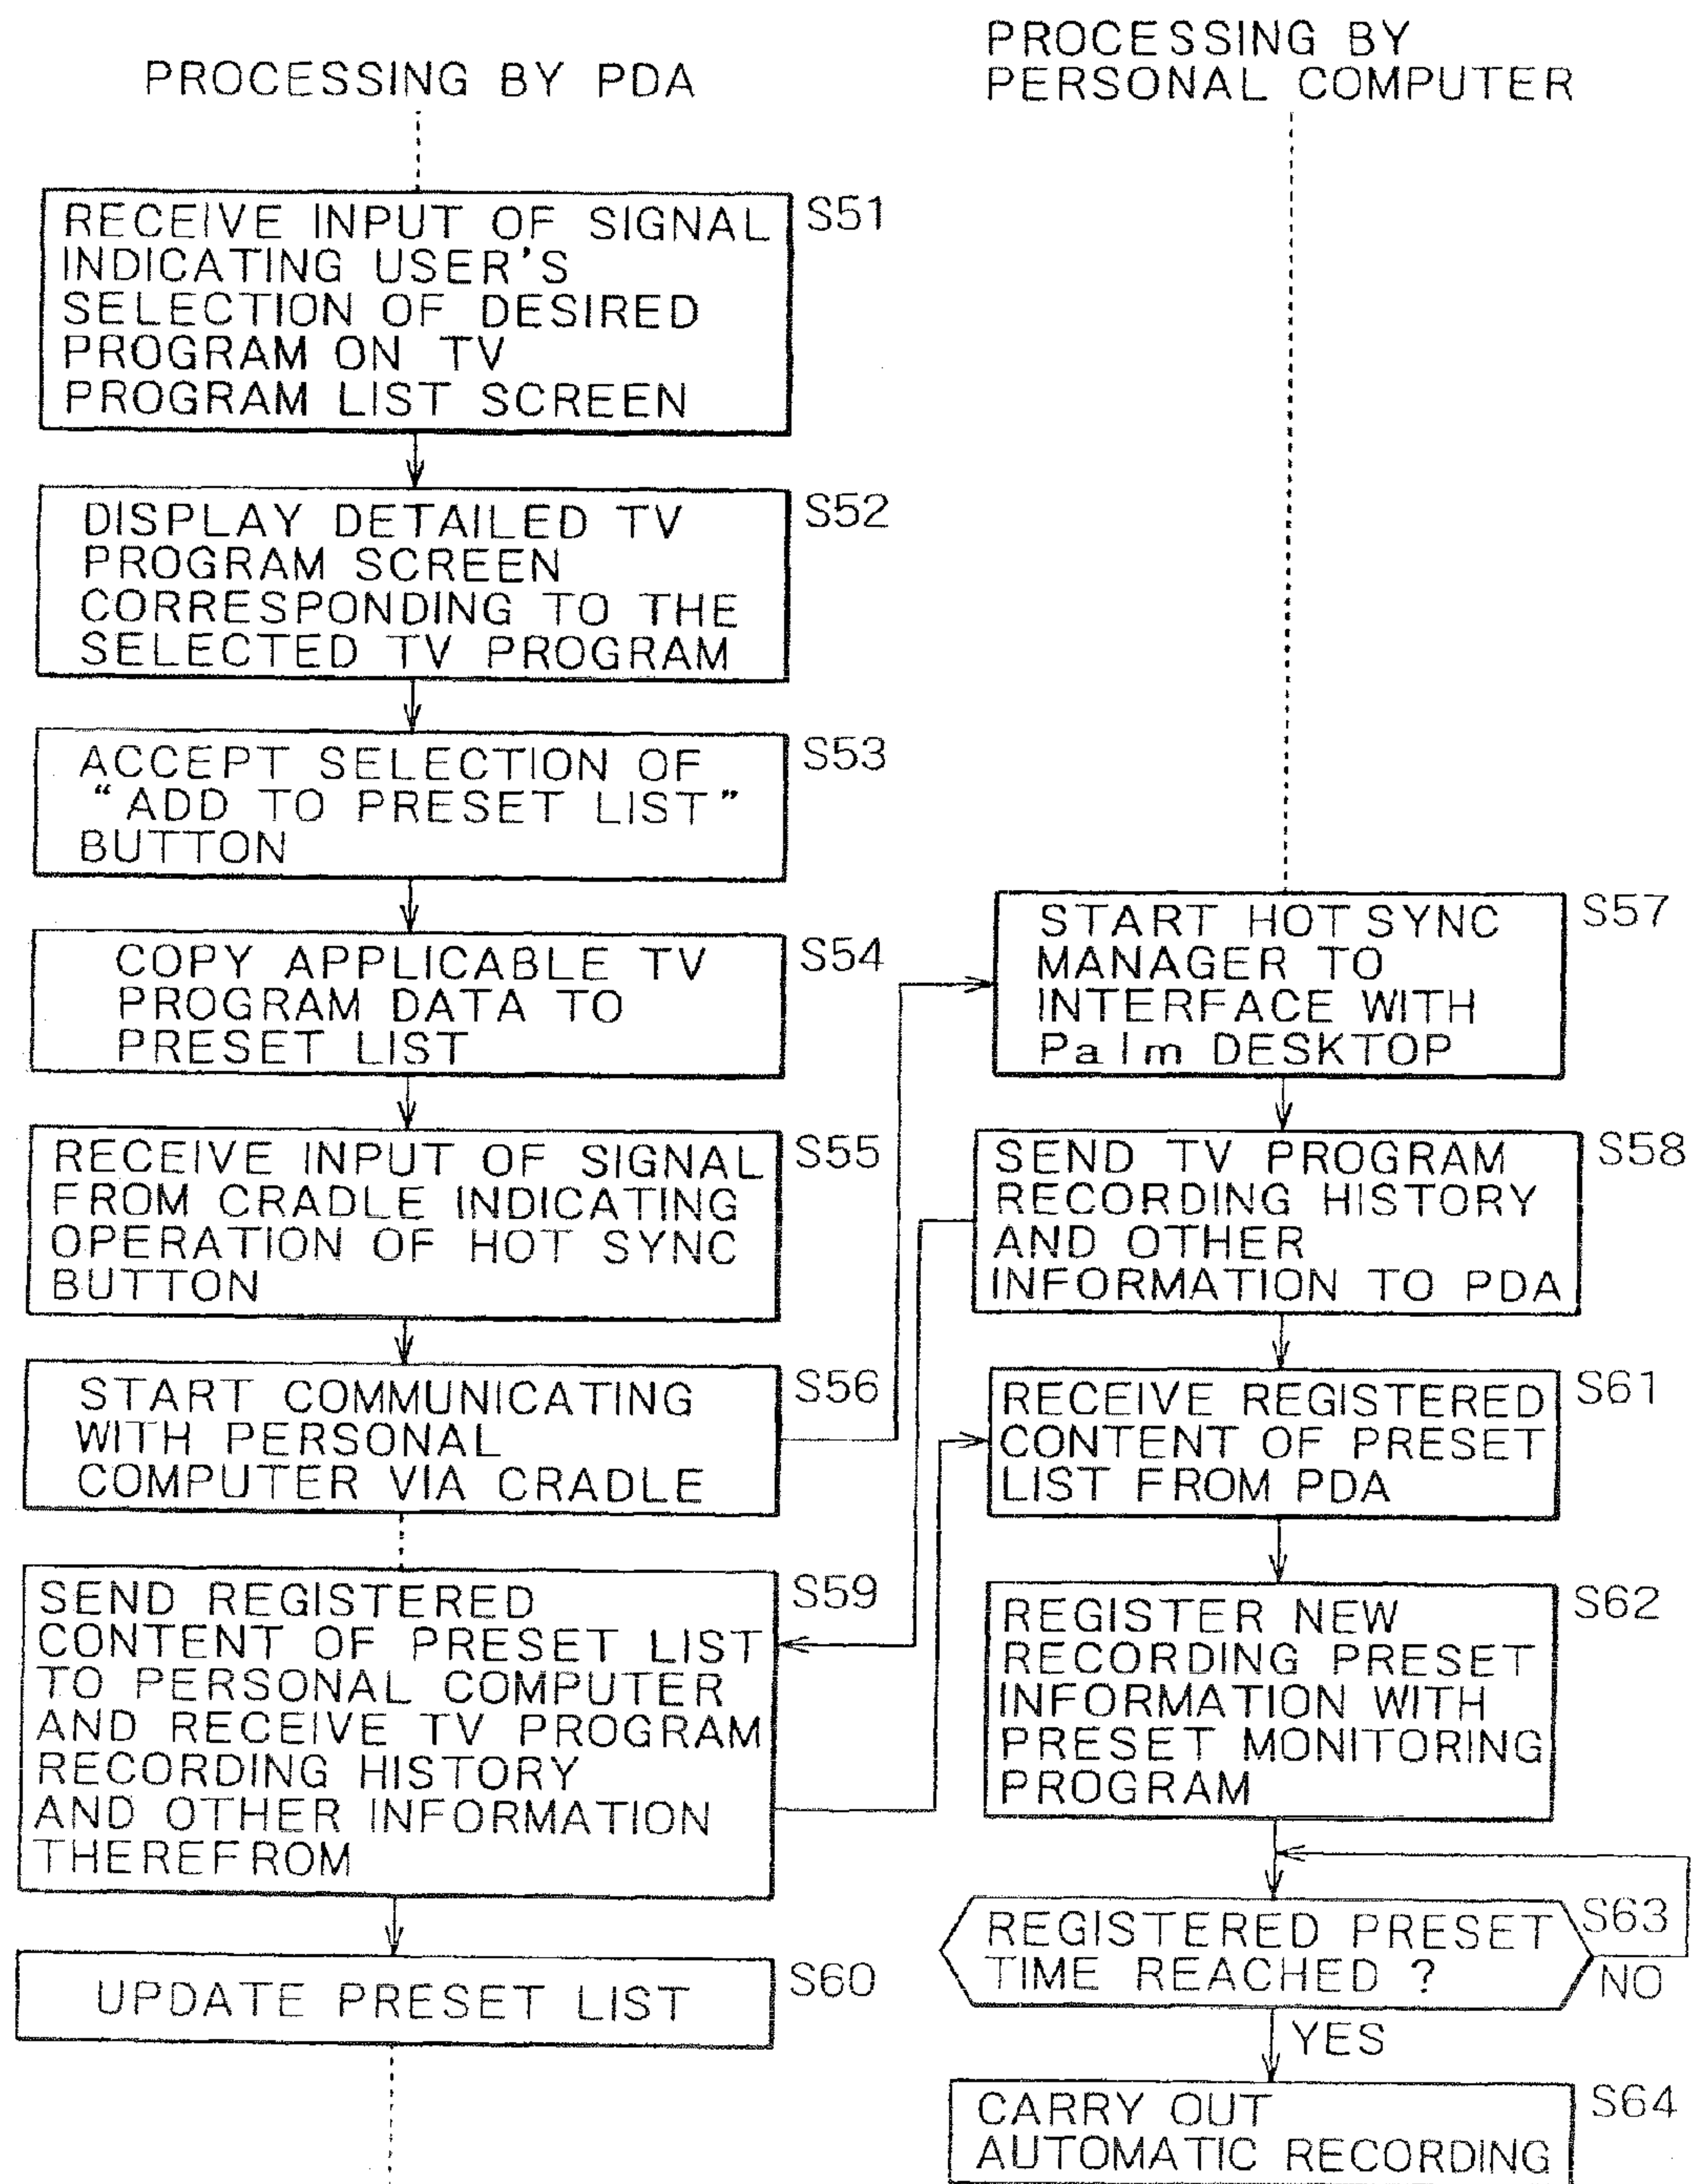 PROCESSING BY PDA
RECEIVE INPUT OF SIGNAL
INDICATING USER'S
SELECTION OF DESIRED
PROGRAM ON TV
PROGRAM LIST SCREEN
S51
DISPLAY DETAILED TV
PROGRAM SCREEN
CORRESPONDING TO THE
SELECTED TV PROGRAM
S52
ACCEPT SELECTION OF
“ADD TO PRESET LIST”
BUTTON
S53
COPY APPLICABLE TV
PROGRAM DATA TO
PRESET LIST
S54
RECEIVE INPUT OF SIGNAL
FROM CRADLE INDICATING
OPERATION OF HOT SYNC
BUTTON
S55
START COMMUNICATING
WITH PERSONAL
COMPUTER VIA CRADLE
S56
SEND REGISTERED
CONTENT OF PRESET LIST
TO PERSONAL COMPUTER
AND RECEIVE TV PROGRAM
RECORDING HISTORY
AND OTHER INFORMATION
THEREFROM
S59
UPDATE PRESET LIST
S60
PROCESSING BY
PERSONAL COMPUTER
START HOT SYNC
MANAGER TO
INTERFACE WITH
Palm DESKTOP
S57
SEND TV PROGRAM
RECORDING HISTORY
AND OTHER
INFORMATION TO PDA
S58
RECEIVE REGISTERED
CONTENT OF PRESET
LIST FROM PDA
S61
REGISTER NEW
RECORDING PRESET
INFORMATION WITH
PRESET MONITORING
PROGRAM
S62
REGISTERED PRESET
TIME REACHED ?
S63
NO
YES
CARRY OUT
AUTOMATIC RECORDING
S64